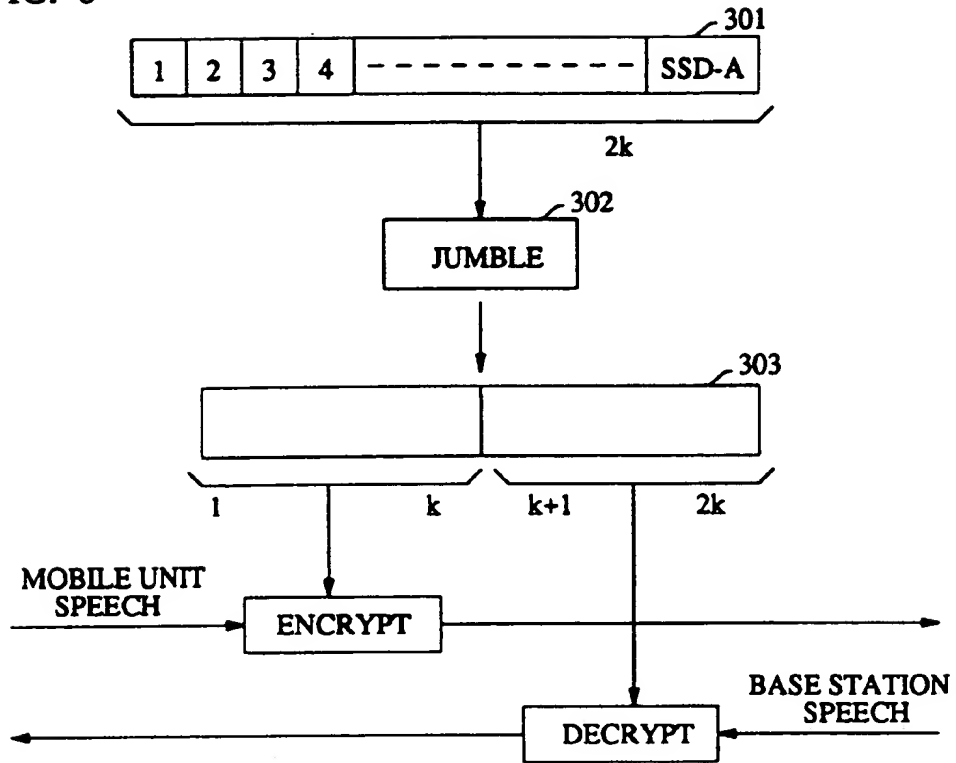 301
1 2 3 4 SSD-A
2k
302
JUMBLE
303
1 k k+1 2k
MOBILE UNIT
SPEECH
ENCRYPT
BASE STATION
SPEECH
DECRYPT